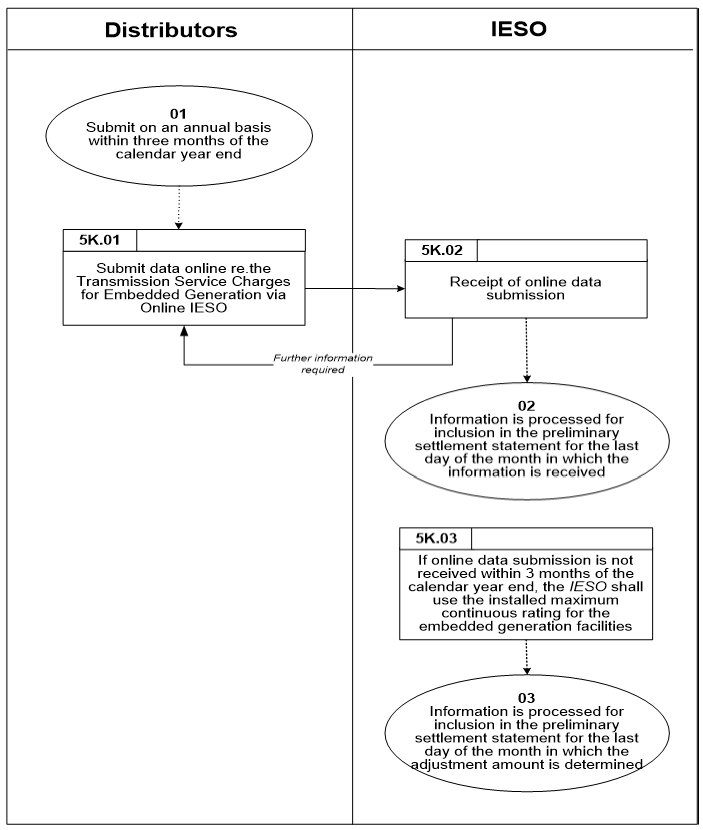 Distributors
IESO
01
Submit on an annual basis
within three months of the
calendar year end
5K.01
Submit data online re.the
Transmission Service Charges
for Embedded Generation via
Online IESO
5K.02
Receipt of online data
submission
Further information
required
02
Information is processed for
inclusion in the preliminary
settlement statement for the last
day of the month in which the
information is received
5K.03
If online data submission is not
received within 3 months of the
calendar year end, the IESO shall
use the installed maximum
continuous rating for the
embedded generation facilities
03
Information is processed for
inclusion in the preliminary
settlement statement for the last
day of the month in which the
adjustment amount is determined